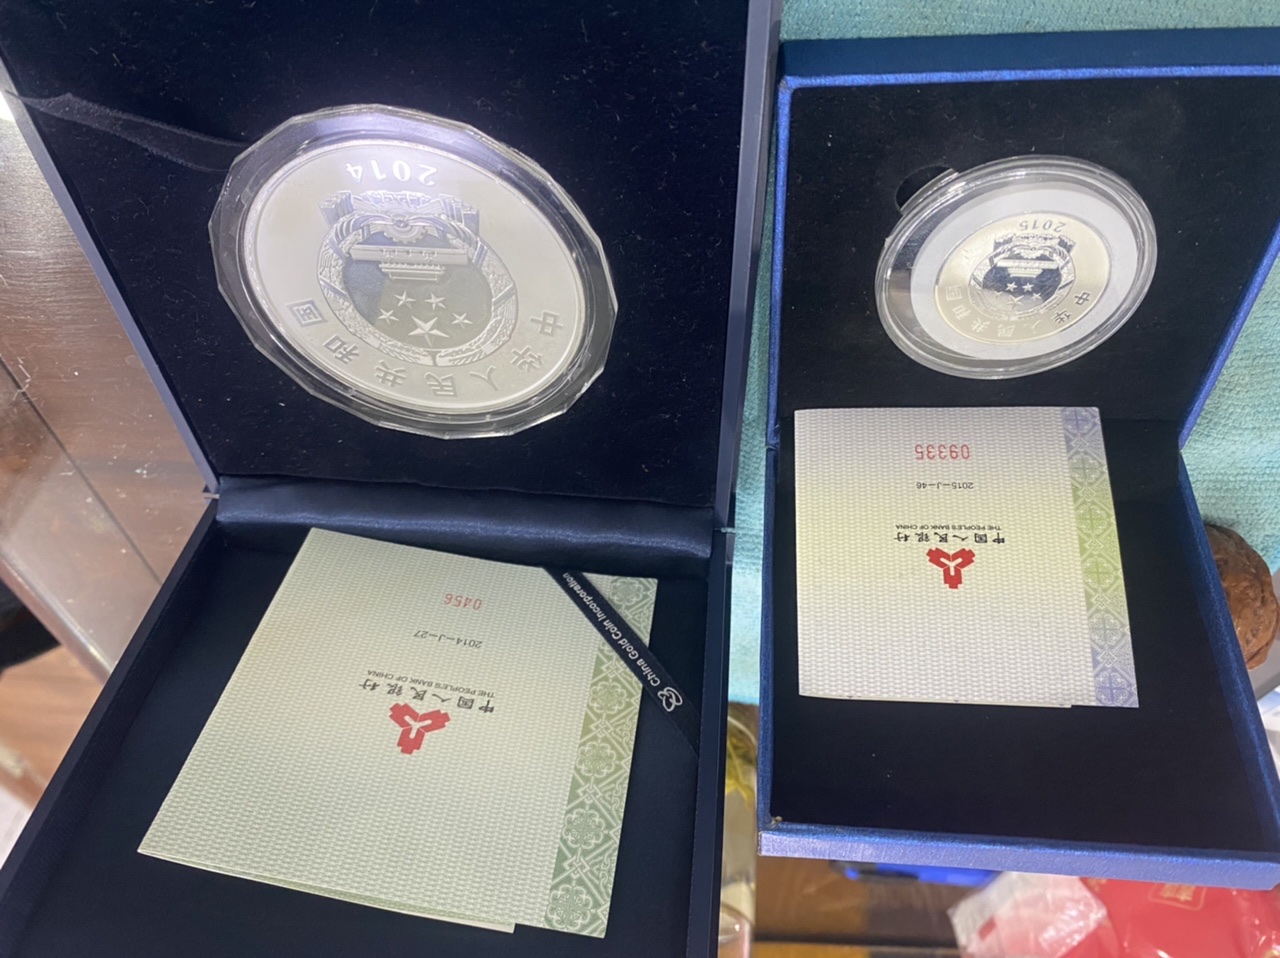 2014
中华人民共和国
2015
中华人民共和国
0456
2014—J—27
THE PEOPLE'S BANK OF CHINA
中国人民银行
China Gold Coin Incorporation
09335
2015—J—46
THE PEOPLE'S BANK OF CHINA
中国人民银行